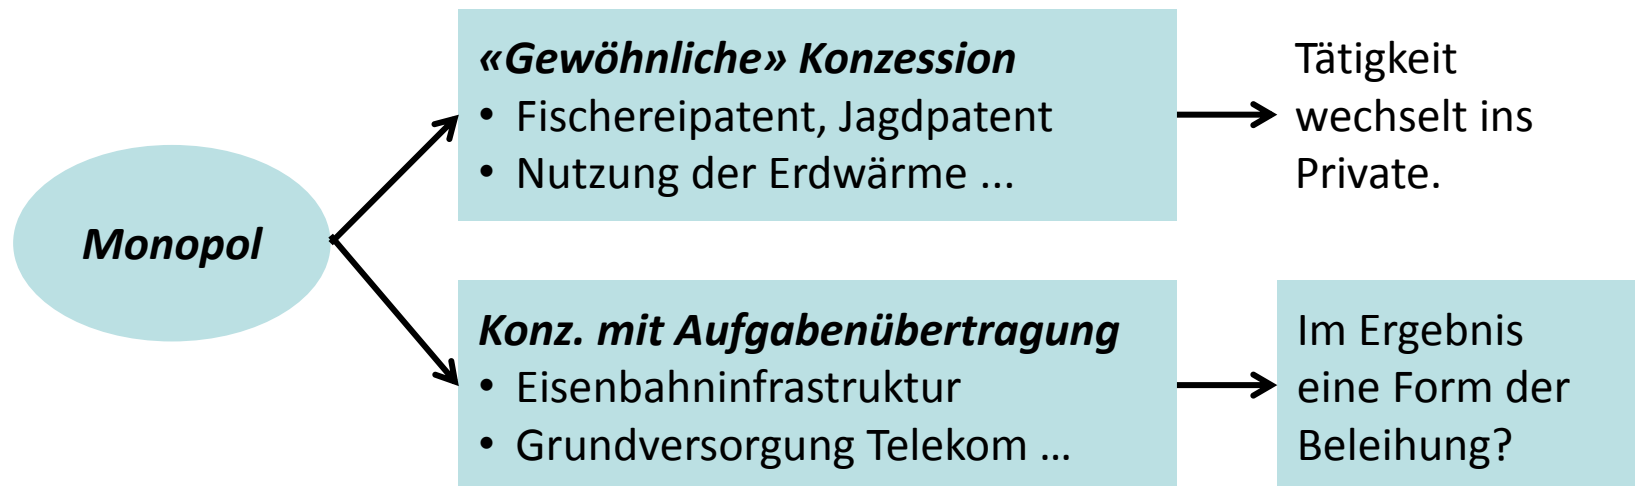 Monopol
«Gewöhnliche» Konzession
• Fischereipatent, Jagdpatent
• Nutzung der Erdwärme ...
Tätigkeit
wechselt ins
Private.
Konz. mit Aufgabenübertragung
• Eisenbahninfrastruktur
• Grundversorgung Telekom ...
Im Ergebnis
eine Form der
Beleihung?